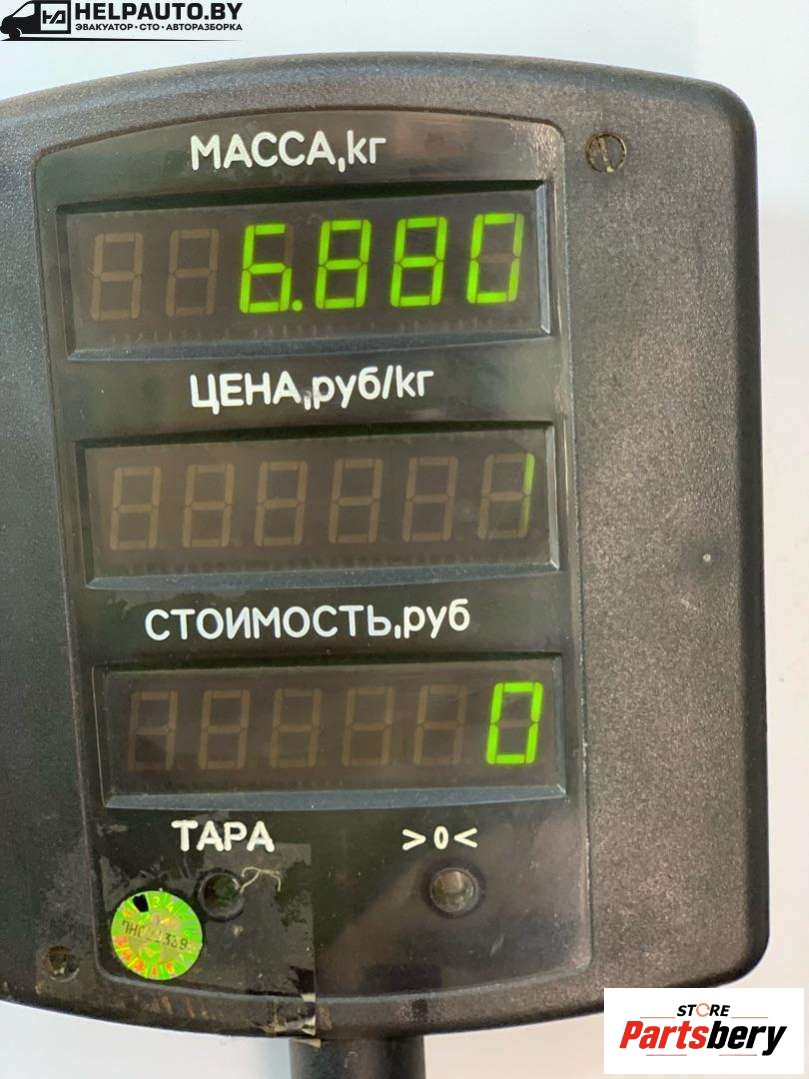 HELPAUTO.BY
ЭВАКУАТОР • СТО • АВТОРАЗБОРКА
МАССА,кг
6.880
ЦЕНА,руб/кг
1
СТОИМОСТЬ,руб
0
ТАРА >0<
STORE
Partsbery